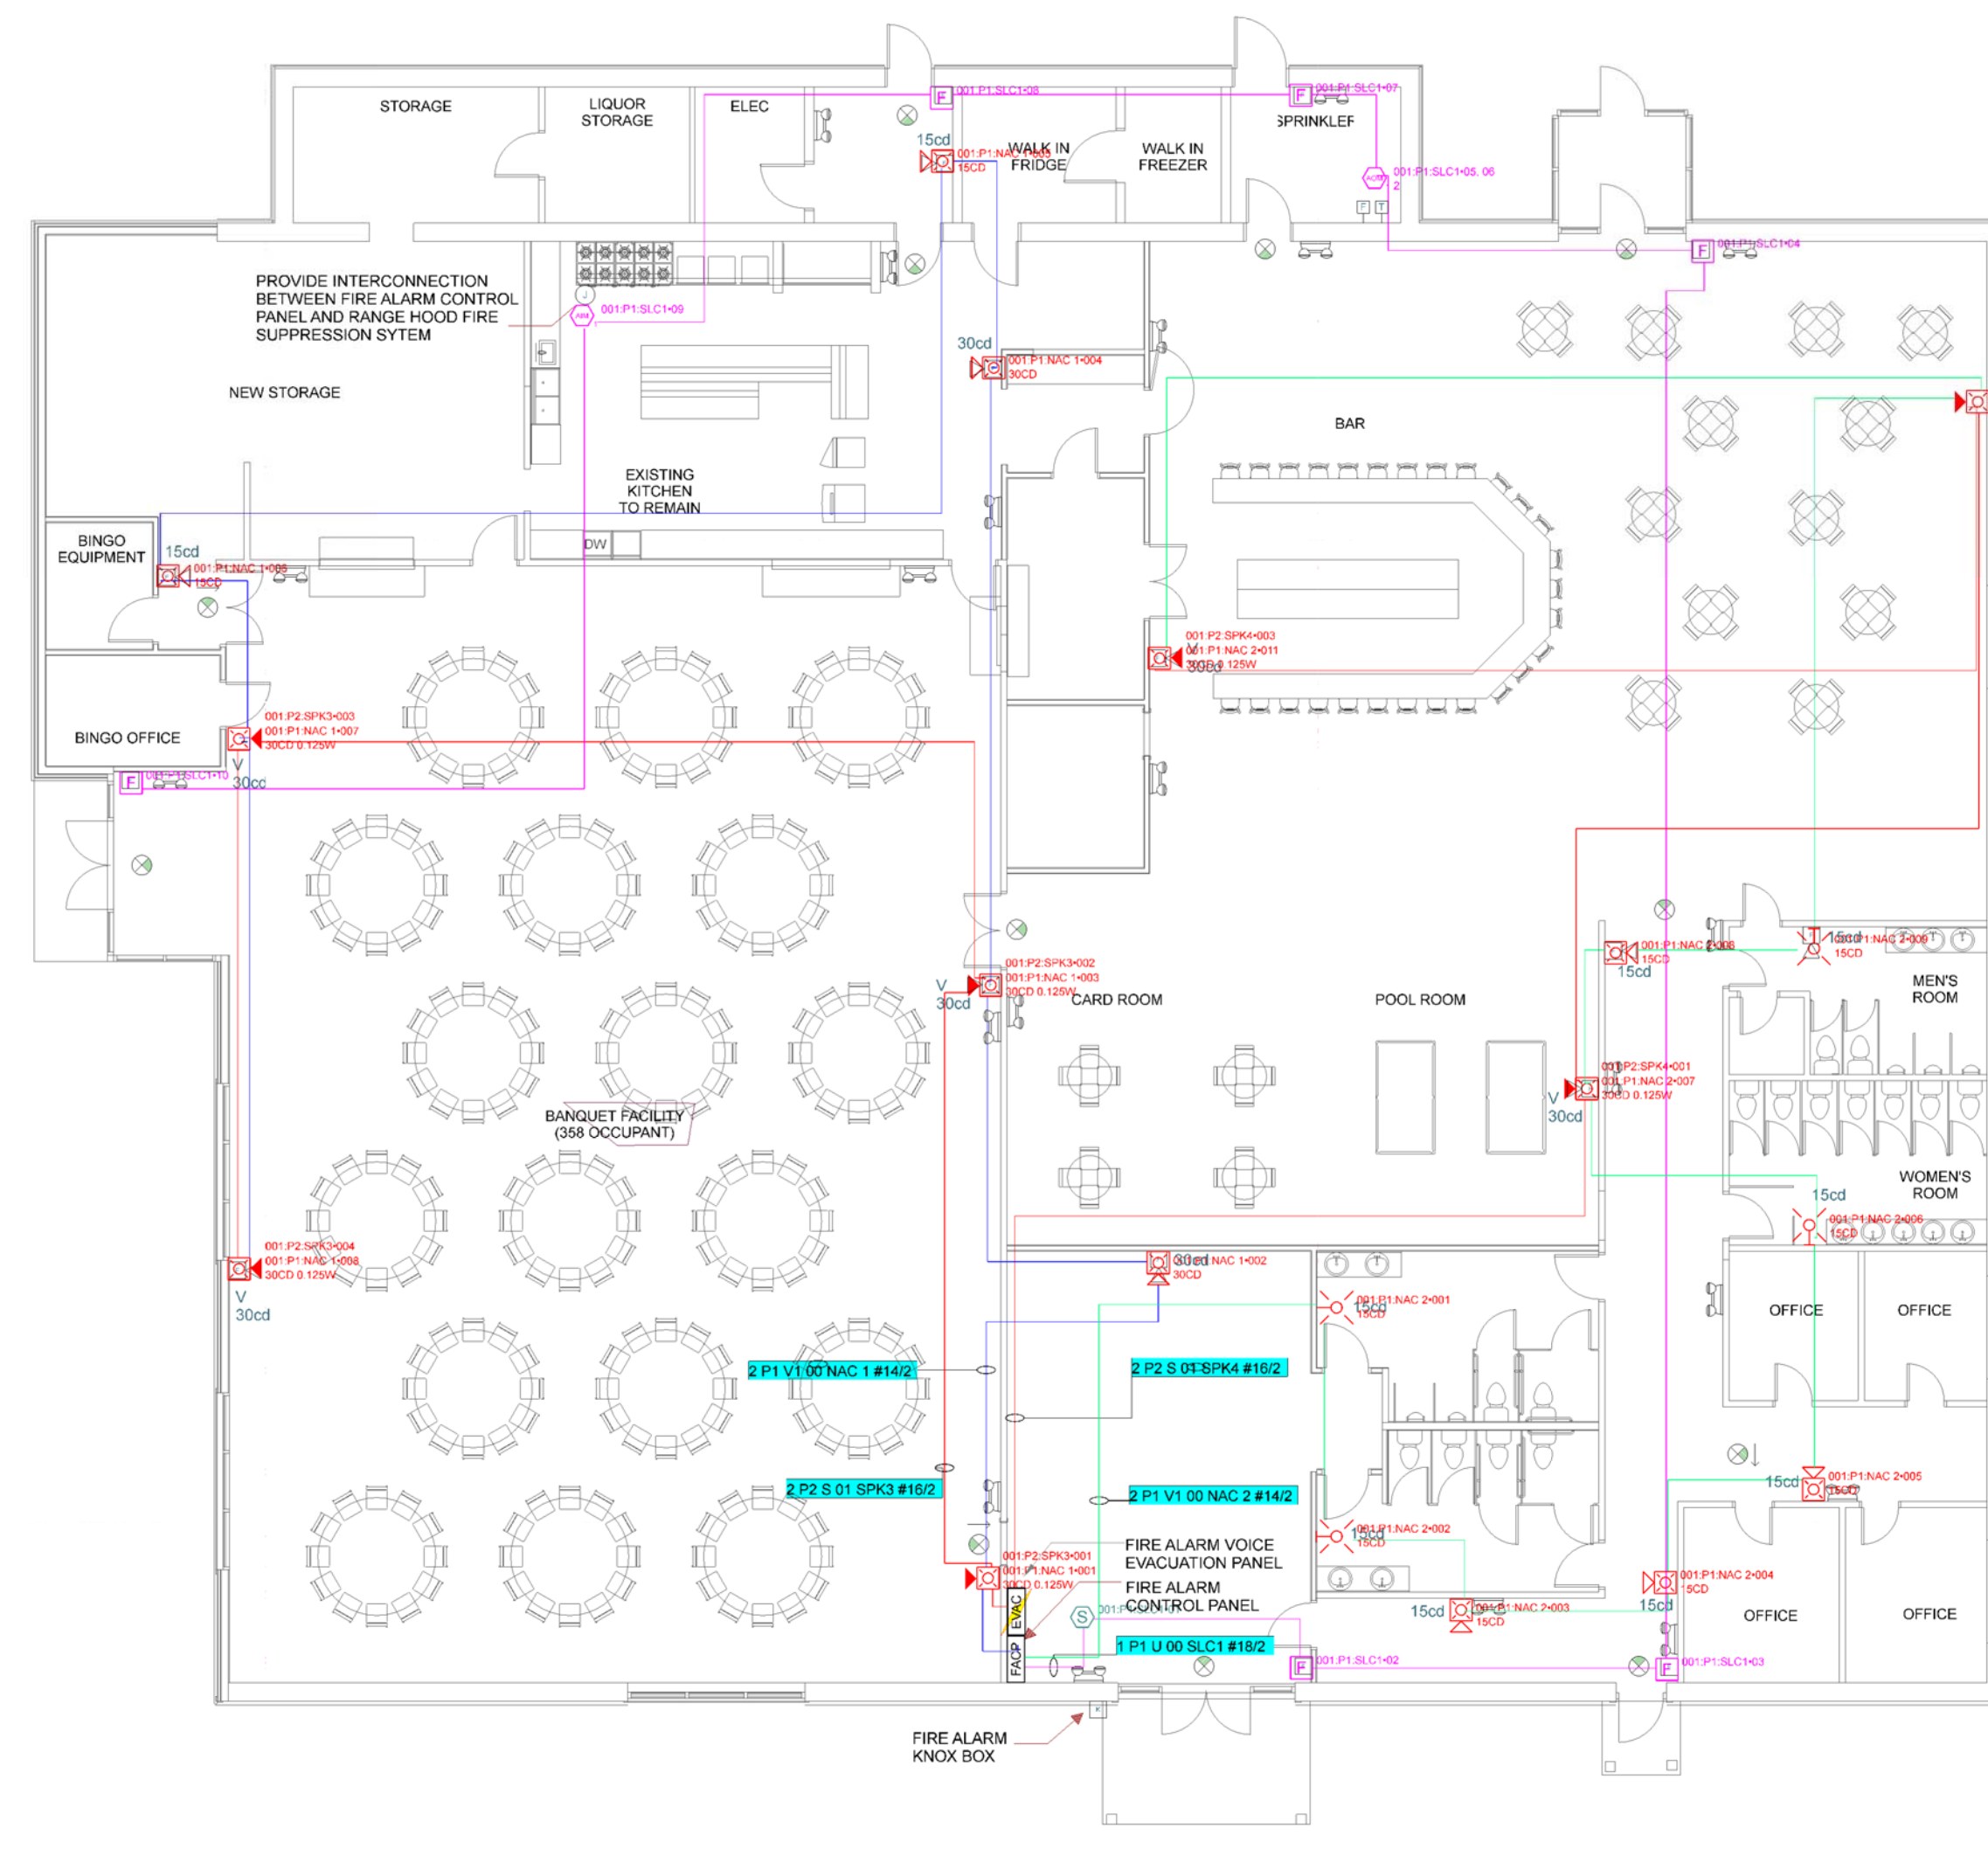 STORAGE
LIQUOR
STORAGE
ELEC
F
001:P1:SLC1-08
F
001:P1:SLC1-07
SPRINKLER
15cd
001:P1:NAC 1-005
15CD
WALK IN
FRIDGE
WALK IN
FREEZER
AOM
001:P1:SLC1-05, 06
2
F
T
F
001:P1:SLC1-04
PROVIDE INTERCONNECTION
BETWEEN FIRE ALARM CONTROL
PANEL AND RANGE HOOD FIRE
SUPPRESSION SYTEM
J
AIM
001:P1:SLC1-09
30cd
001:P1:NAC 1-004
30CD
NEW STORAGE
BAR
EXISTING
KITCHEN
TO REMAIN
DW
BINGO
EQUIPMENT
15cd
001:P1:NAC 1-006
15CD
001:P2:SPK4-003
001:P1:NAC 2-011
30CD 0.125W
V
30cd
BINGO OFFICE
001:P2:SPK3-003
001:P1:NAC 1-007
30CD 0.125W
V
30cd
F
001:P1:SLC1-10
001:P1:NAC 2-008
15CD
15cd
15cd
001:P1:NAC 2-009
15CD
MEN'S
ROOM
001:P2:SPK3-002
001:P1:NAC 1-003
30CD 0.125W
V
30cd
CARD ROOM
POOL ROOM
001:P2:SPK4-001
001:P1:NAC 2-007
30CD 0.125W
V
30cd
BANQUET FACILITY
(358 OCCUPANT)
WOMEN'S
ROOM
15cd
001:P1:NAC 2-006
15CD
001:P2:SPK3-004
001:P1:NAC 1-008
30CD 0.125W
V
30cd
30cd
001:P1:NAC 1-002
30CD
001:P1:NAC 2-001
15cd
15CD
OFFICE
OFFICE
2 P1 V1 00 NAC 1 #14/2
2 P2 S 01 SPK4 #16/2
2 P2 S 01 SPK3 #16/2
2 P1 V1 00 NAC 2 #14/2
15cd
001:P1:NAC 2-005
15CD
001:P1:NAC 2-002
15cd
15CD
FIRE ALARM VOICE
EVACUATION PANEL
001:P2:SPK3-001
001:P1:NAC 1-001
30CD 0.125W
FIRE ALARM
CONTROL PANEL
EVAC
FACP
S
001:P1:SLC1-01
15cd
001:P1:NAC 2-003
15CD
001:P1:NAC 2-004
15CD
15cd
OFFICE
OFFICE
1 P1 U 00 SLC1 #18/2
F
001:P1:SLC1-02
F
001:P1:SLC1-03
K
FIRE ALARM
KNOX BOX